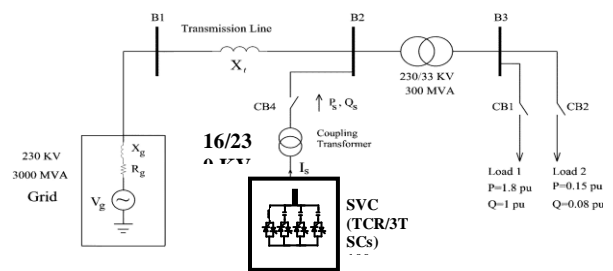 B1
Transmission Line
B2
B3
X_t
230/33 KV
300 MVA
CB4
P_s, Q_s
CB1
CB2
16/23
0 KV
Coupling
Transformer
230 KV
3000 MVA
Grid
X_g
R_g
V_g
I_s
SVC
(TCR/3T
SCs)
Load 1
P=1.8 pu
Q=1 pu
Load 2
P=0.15 pu
Q=0.08 pu